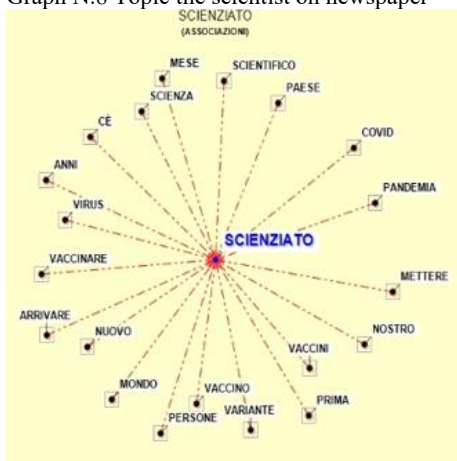 Graph N.8 Topic the scientist on newspaper
SCIENZIATO
(ASSOCIAZIONI)
MESE
SCIENTIFICO
SCIENZA
PAESE
CÈ
COVID
ANNI
PANDEMIA
VIRUS
SCIENZIATO
VACCINARE
METTERE
ARRIVARE
NUOVO
NOSTRO
VACCINI
MONDO
VACCINO
PRIMA
PERSONE
VARIANTE